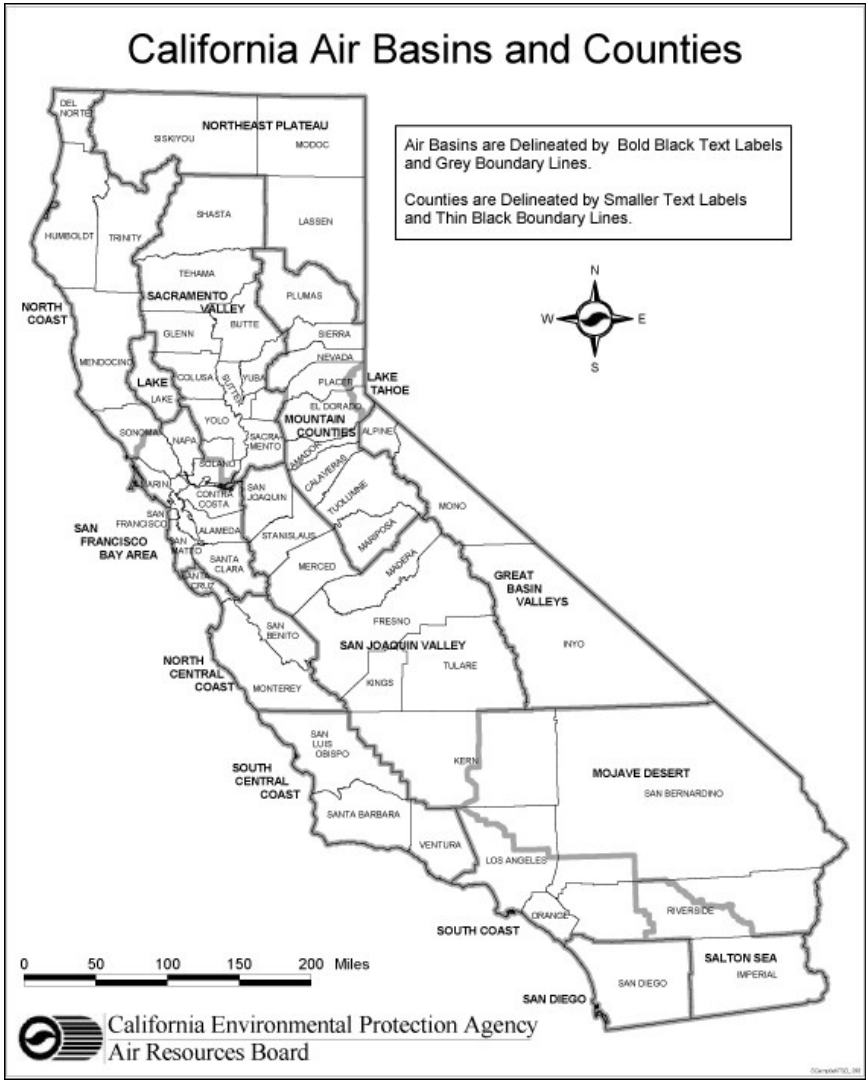 California Air Basins and Counties
Air Basins are Delineated by Bold Black Text Labels
and Grey Boundary Lines.
Counties are Delineated by Smaller Text Labels
and Thin Black Boundary Lines.
DEL
NORTE
SISKIYOU
NORTHEAST PLATEAU
MODOC
SHASTA
LASSEN
HUMBOLDT
TRINITY
TEHAMA
PLUMAS
N
W
E
S
NORTH
COAST
SACRAMENTO
VALLEY
BUTTE
GLENN
SIERRA
MENDOCINO
NEVADA
LAKE
LAKE
COLUSA
SUTTER
YUBA
PLACER
LAKE
TAHOE
EL DORADO
SONOMA
NAPA
YOLO
SACRA-
MENTO
MOUNTAIN
COUNTIES
ALPINE
AMADOR
SOLANO
CALAVERAS
MARIN
CONTRA
COSTA
SAN
JOAQUIN
TUOLUMNE
MONO
SAN
FRANCISCO
SAN
FRANCISCO
BAY AREA
ALAMEDA
STANISLAUS
MARIPOSA
SAN
MATEO
SANTA
CLARA
MERCED
MADERA
SANTA
CRUZ
GREAT
BASIN
VALLEYS
SAN
BENITO
FRESNO
SAN JOAQUIN VALLEY
INYO
NORTH
CENTRAL
COAST
MONTEREY
KINGS
TULARE
SAN
LUIS
OBISPO
KERN
SOUTH
CENTRAL
COAST
MOJAVE DESERT
SAN BERNARDINO
SANTA BARBARA
VENTURA
LOS ANGELES
ORANGE
RIVERSIDE
SOUTH COAST
SALTON SEA
IMPERIAL
SAN DIEGO
SAN DIEGO
0 50 100 150 200 Miles
California Environmental Protection Agency
Air Resources Board